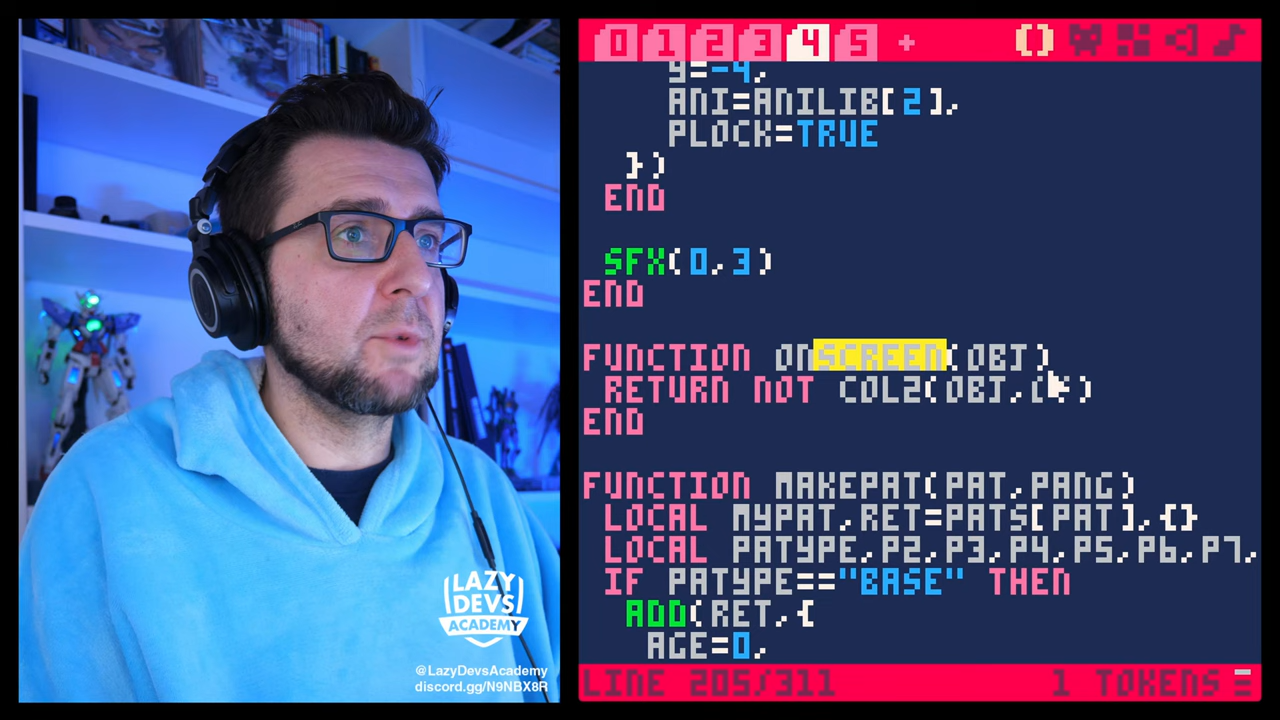 0 1 2 3 4 5 +
y=-4,
ANI=ANILIB[2],
PLOCK=TRUE
})
END
SFX(0,3)
END
FUNCTION ONSCREEN(OBJ)
RETURN NOT COL2(OBJ,
END
FUNCTION MAKEPAT(PAT,PANG)
LOCAL MYPAT,RET=PATS[PAT],{}
LOCAL PATYPE,P2,P3,P4,P5,P6,P7,
IF PATYPE=="BASE" THEN
ADD(RET,{
AGE=0,
LINE 205/311 1 TOKENS
LAZY
DEVS
ACADEMY
@LazyDevsAcademy
discord.gg/N9NBX8R